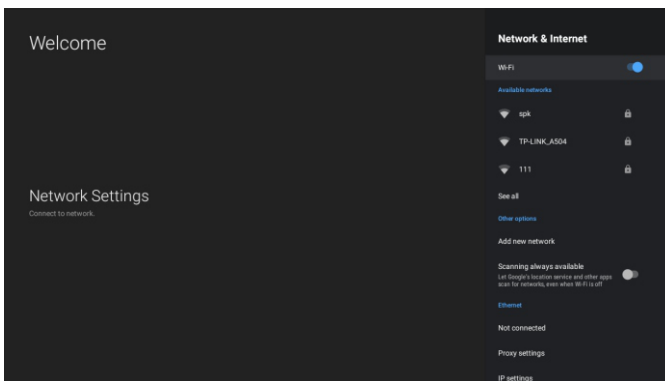 Welcome
Network Settings
Connect to network.
Network & Internet
Wi-Fi
Available networks
spk
TP-LINK_A504
111
See all
Other options
Add new network
Scanning always available
Let Google's location service and other apps
scan for networks, even when Wi-Fi is off
Ethernet
Not connected
Proxy settings
IP settings